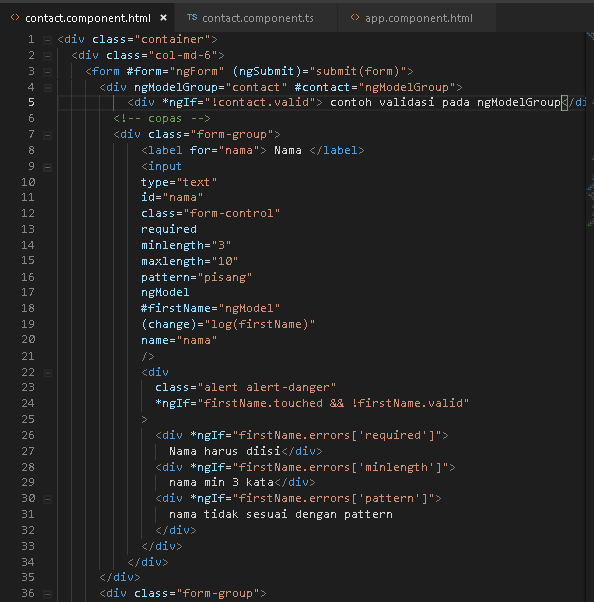 contact.component.html × TS contact.component.ts app.component.html
1 <div class="container">
2 <div class="col-md-6">
3 <form #form="ngForm" (ngSubmit)="submit(form)">
4 <div ngModelGroup="contact" #contact="ngModelGroup">
5 <div *ngIf="!contact.valid"> contoh validasi pada ngModelGroup</di
6 <!-- copas -->
7 <div class="form-group">
8 <label for="nama"> Nama </label>
9 <input
10 type="text"
11 id="nama"
12 class="form-control"
13 required
14 minlength="3"
15 maxlength="10"
16 pattern="pisang"
17 ngModel
18 #firstName="ngModel"
19 (change)="log(firstName)"
20 name="nama"
21 />
22 <div
23 class="alert alert-danger"
24 *ngIf="firstName.touched && !firstName.valid"
25 >
26 <div *ngIf="firstName.errors['required']">
27 Nama harus diisi</div>
28 <div *ngIf="firstName.errors['minlength']">
29 nama min 3 kata</div>
30 <div *ngIf="firstName.errors['pattern']">
31 nama tidak sesuai dengan pattern
32 </div>
33 </div>
34 </div>
35 </div>
36 <div class="form-group">